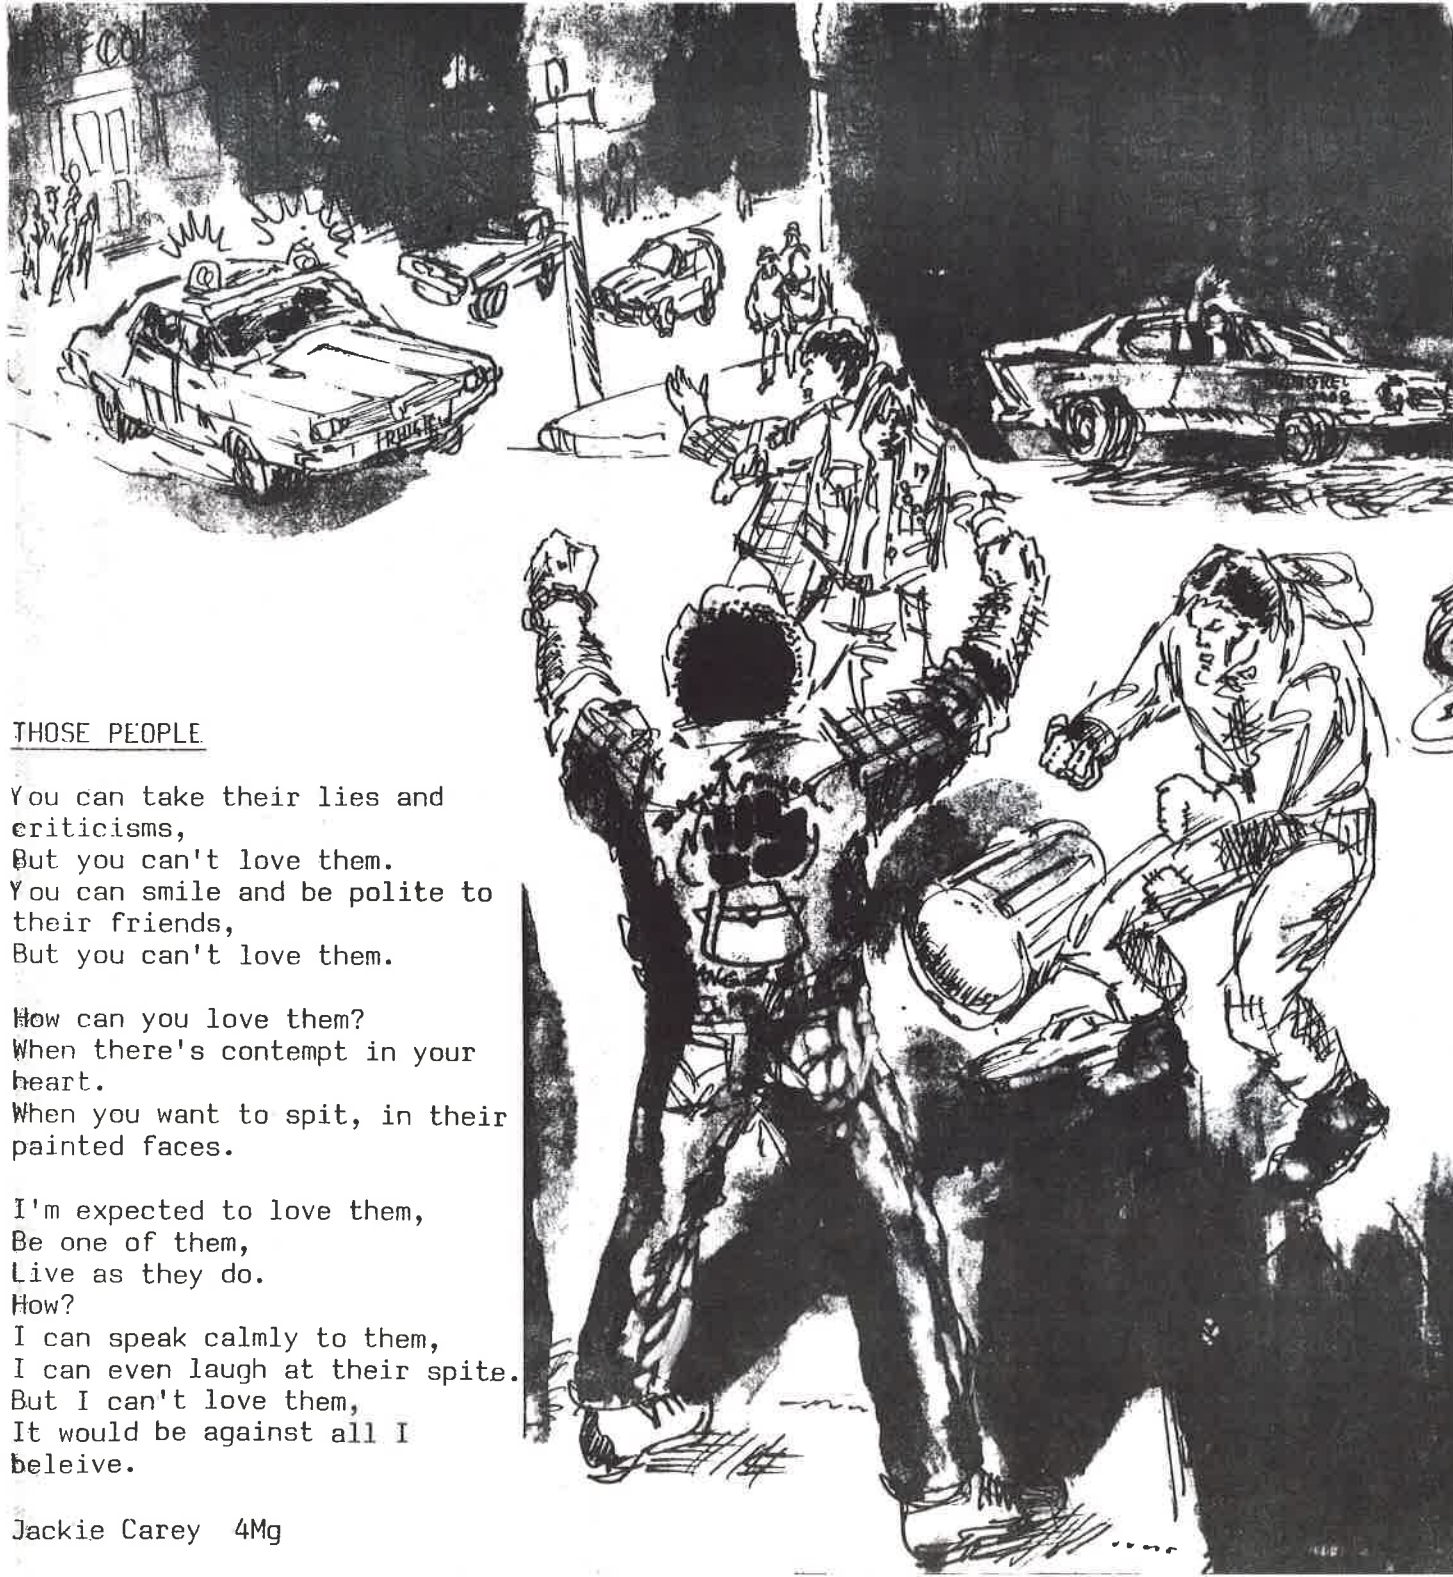 THOSE PEOPLE
You can take their lies and
criticisms,
But you can't love them.
You can smile and be polite to
their friends,
But you can't love them.
How can you love them?
When there's contempt in your
heart.
When you want to spit, in their
painted faces.
I'm expected to love them,
Be one of them,
Live as they do.
How?
I can speak calmly to them,
I can even laugh at their spite.
But I can't love them,
It would be against all I
beleive.
Jackie Carey 4Mg